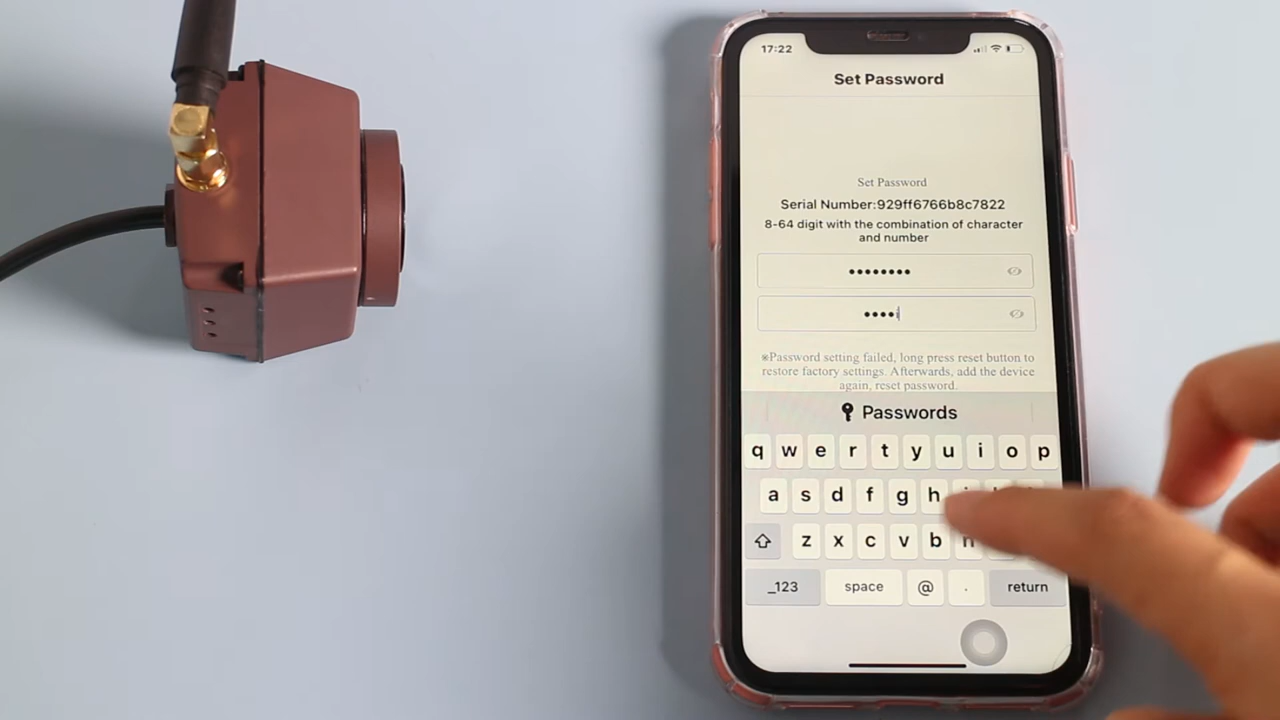 17:22
Set Password
Set Password
Serial Number:929ff6766b8c7822
8-64 digit with the combination of character
and number
••••••••
••••
※Password setting failed, long press reset button to
restore factory settings. Afterwards, add the device
again, reset password.
Passwords
q w e r t y u i o p
a s d f g h
z x c v b n
_123 space @ . return